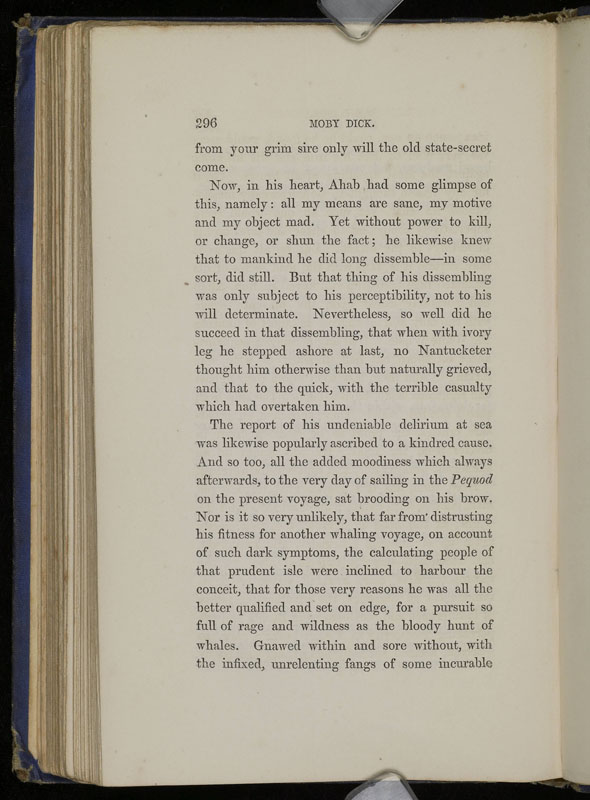 296 MOBY DICK.
from your grim sire only will the old state-secret
come.
Now, in his heart, Ahab had some glimpse of
this, namely: all my means are sane, my motive
and my object mad. Yet without power to kill,
or change, or shun the fact; he likewise knew
that to mankind he did long dissemble—in some
sort, did still. But that thing of his dissembling
was only subject to his perceptibility, not to his
will determinate. Nevertheless, so well did he
succeed in that dissembling, that when with ivory
leg he stepped ashore at last, no Nantucketer
thought him otherwise than but naturally grieved,
and that to the quick, with the terrible casualty
which had overtaken him.
The report of his undeniable delirium at sea
was likewise popularly ascribed to a kindred cause.
And so too, all the added moodiness which always
afterwards, to the very day of sailing in the Pequod
on the present voyage, sat brooding on his brow.
Nor is it so very unlikely, that far from distrusting
his fitness for another whaling voyage, on account
of such dark symptoms, the calculating people of
that prudent isle were inclined to harbour the
conceit, that for those very reasons he was all the
better qualified and set on edge, for a pursuit so
full of rage and wildness as the bloody hunt of
whales. Gnawed within and sore without, with
the infixed, unrelenting fangs of some incurable